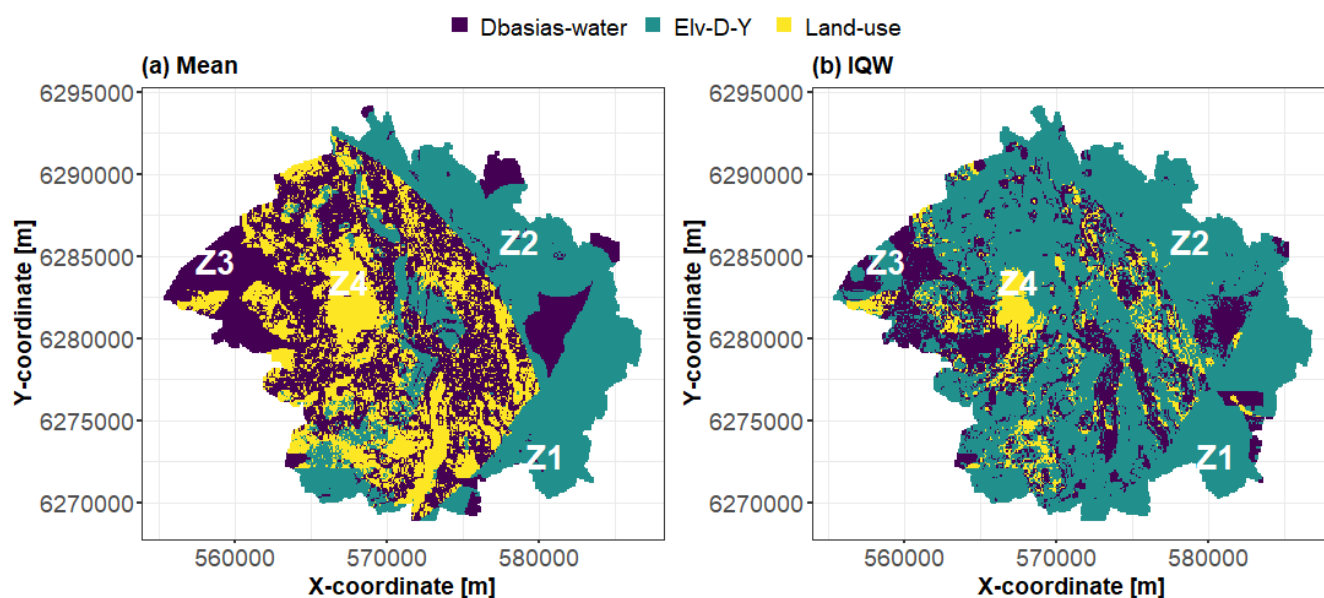 Dbasias-water Elv-D-Y Land-use
(a) Mean
(b) IQW
Y-coordinate [m]
6295000
6290000
6285000
6280000
6275000
6270000
Z2
Z3
Z4
Z1
560000 570000 580000
X-coordinate [m]
Y-coordinate [m]
6295000
6290000
6285000
6280000
6275000
6270000
Z2
Z3
Z4
Z1
560000 570000 580000
X-coordinate [m]